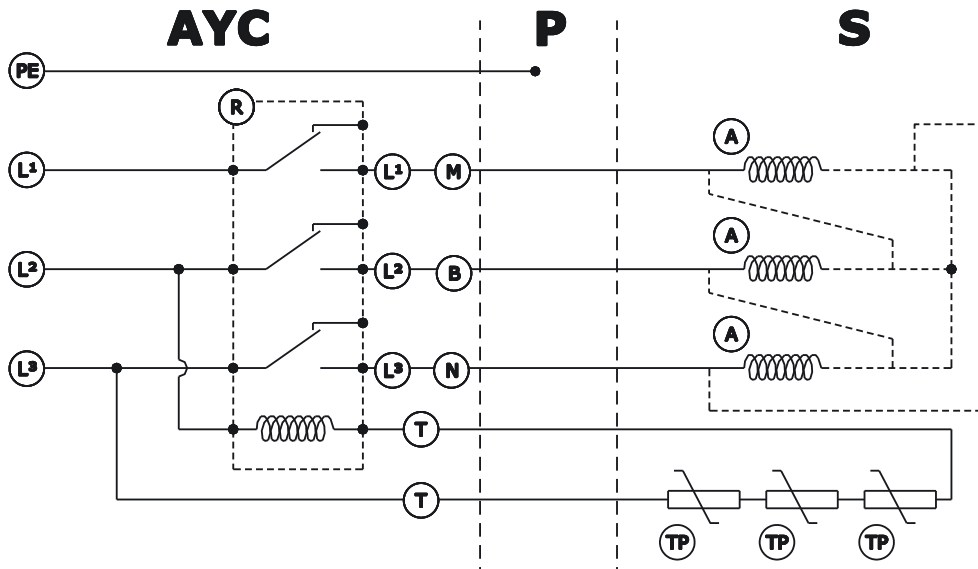 AYC P S
PE
R
A
L¹ L¹ M
A
L² L² B
A
L³ L³ N
T
T
TP TP TP